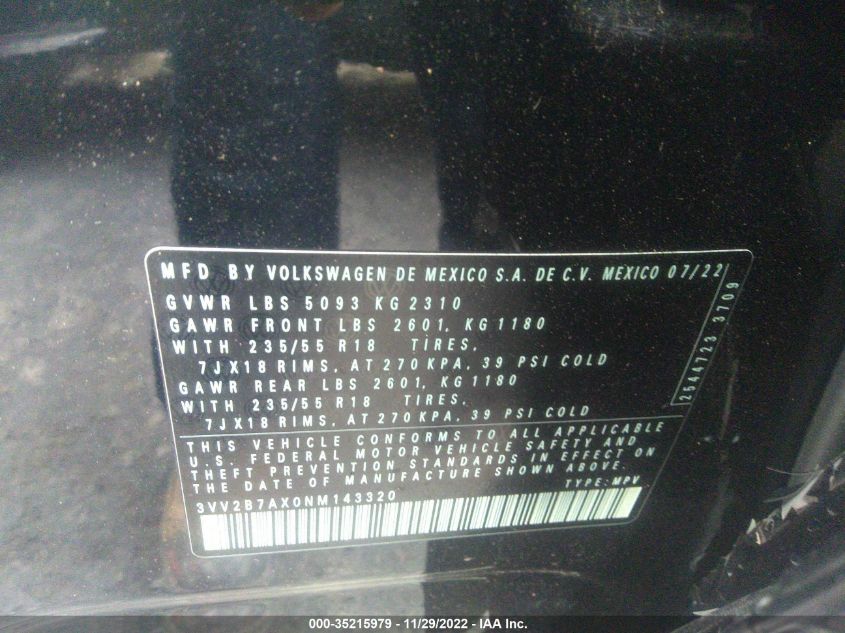 MFD. BY VOLKSWAGEN DE MEXICO S.A. DE C.V. MEXICO 07/22
GVWR LBS 5093 KG 2310
GAWR FRONT LBS 2601, KG 1180
WITH 235/55 R18 TIRES,
7JX18 RIMS, AT 270 KPA, 39 PSI COLD
GAWR REAR LBS 2601, KG 1180
WITH 235/55 R18 TIRES.
7JX18 RIMS, AT 270 KPA, 39 PSI COLD
THIS VEHICLE CONFORMS TO ALL APPLICABLE
U.S. FEDERAL MOTOR VEHICLE SAFETY AND
THEFT PREVENTION STANDARDS IN EFFECT ON
THE DATE OF MANUFACTURE SHOWN ABOVE.
TYPE: MPV
3VV2B7AX0NM143320
2544723 3709
000-35215979 - 11/29/2022 - IAA Inc.